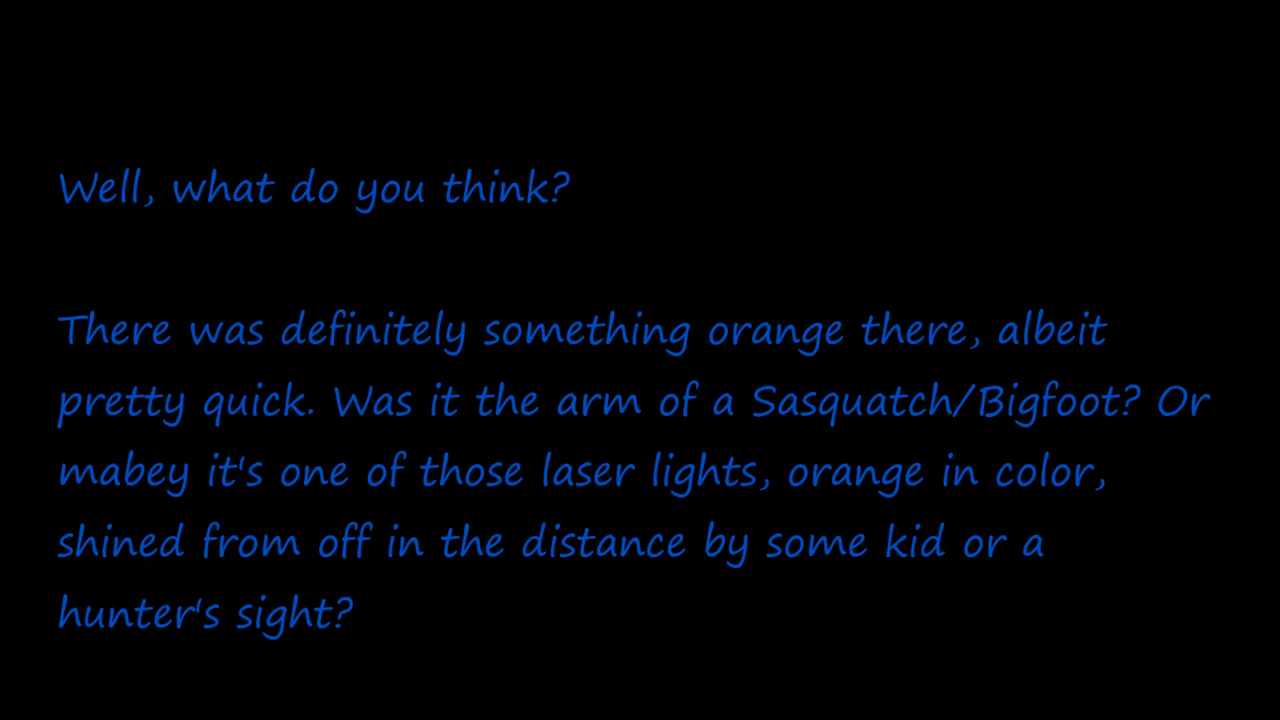 Well, what do you think?
There was definitely something orange there, albeit
pretty quick. Was it the arm of a Sasquatch/Bigfoot? Or
mabey it's one of those laser lights, orange in color,
shined from off in the distance by some kid or a
hunter's sight?